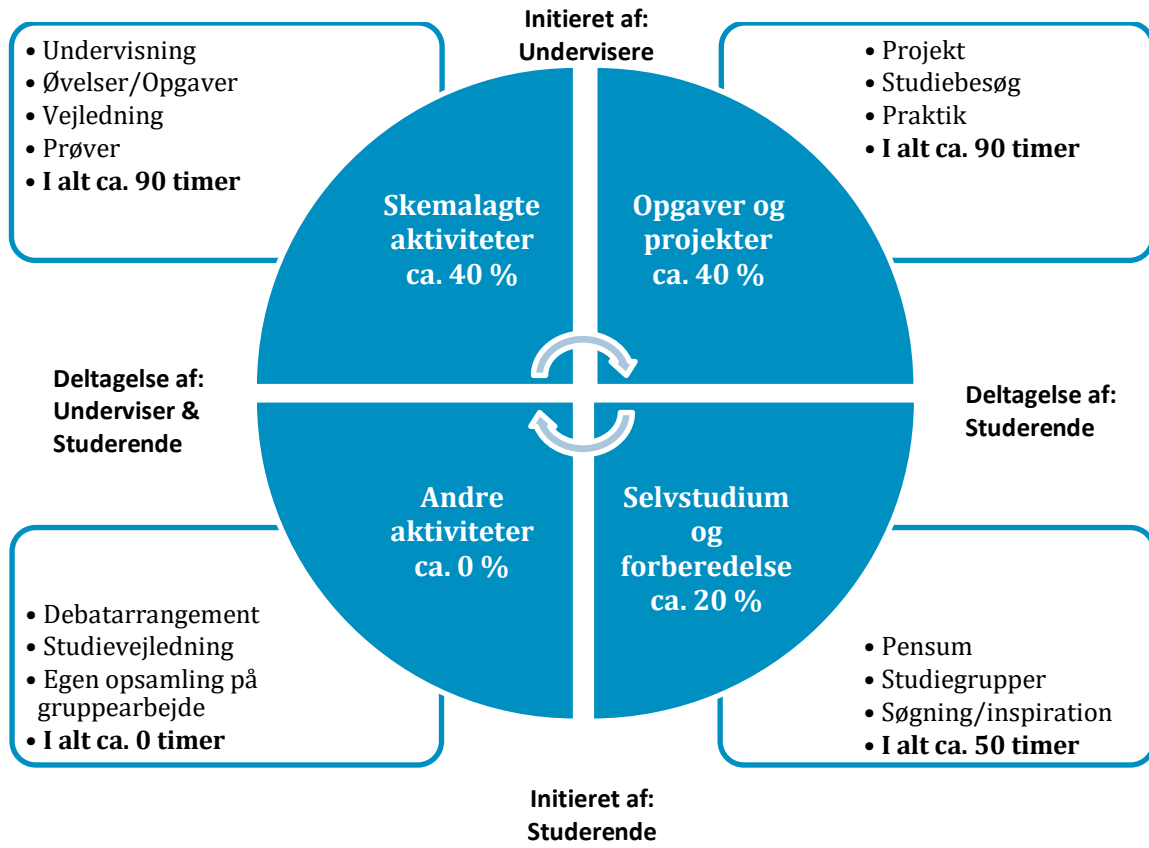 Initieret af:
Undervisere
• Undervisning
• Øvelser/Opgaver
• Vejledning
• Prøver
• I alt ca. 90 timer
• Projekt
• Studiebesøg
• Praktik
• I alt ca. 90 timer
Skemalagte
aktiviteter
ca. 40 %
Opgaver og
projekter
ca. 40 %
Deltagelse af:
Underviser &
Studerende
Deltagelse af:
Studerende
Andre
aktiviteter
ca. 0 %
Selvstudium
og
forberedelse
ca. 20 %
• Debatarrangement
• Studievejledning
• Egen opsamling på
gruppearbejde
• I alt ca. 0 timer
• Pensum
• Studiegrupper
• Søgning/inspiration
• I alt ca. 50 timer
Initieret af:
Studerende